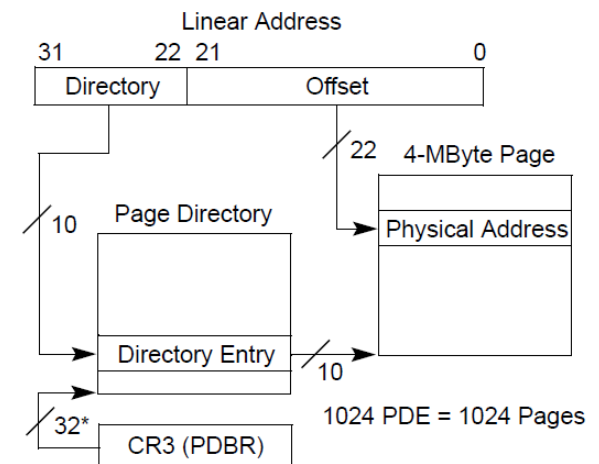 Linear Address
31 22 21 0
Directory Offset
22 4-MByte Page
10 Page Directory
Physical Address
Directory Entry
10
32*
1024 PDE = 1024 Pages
CR3 (PDBR)